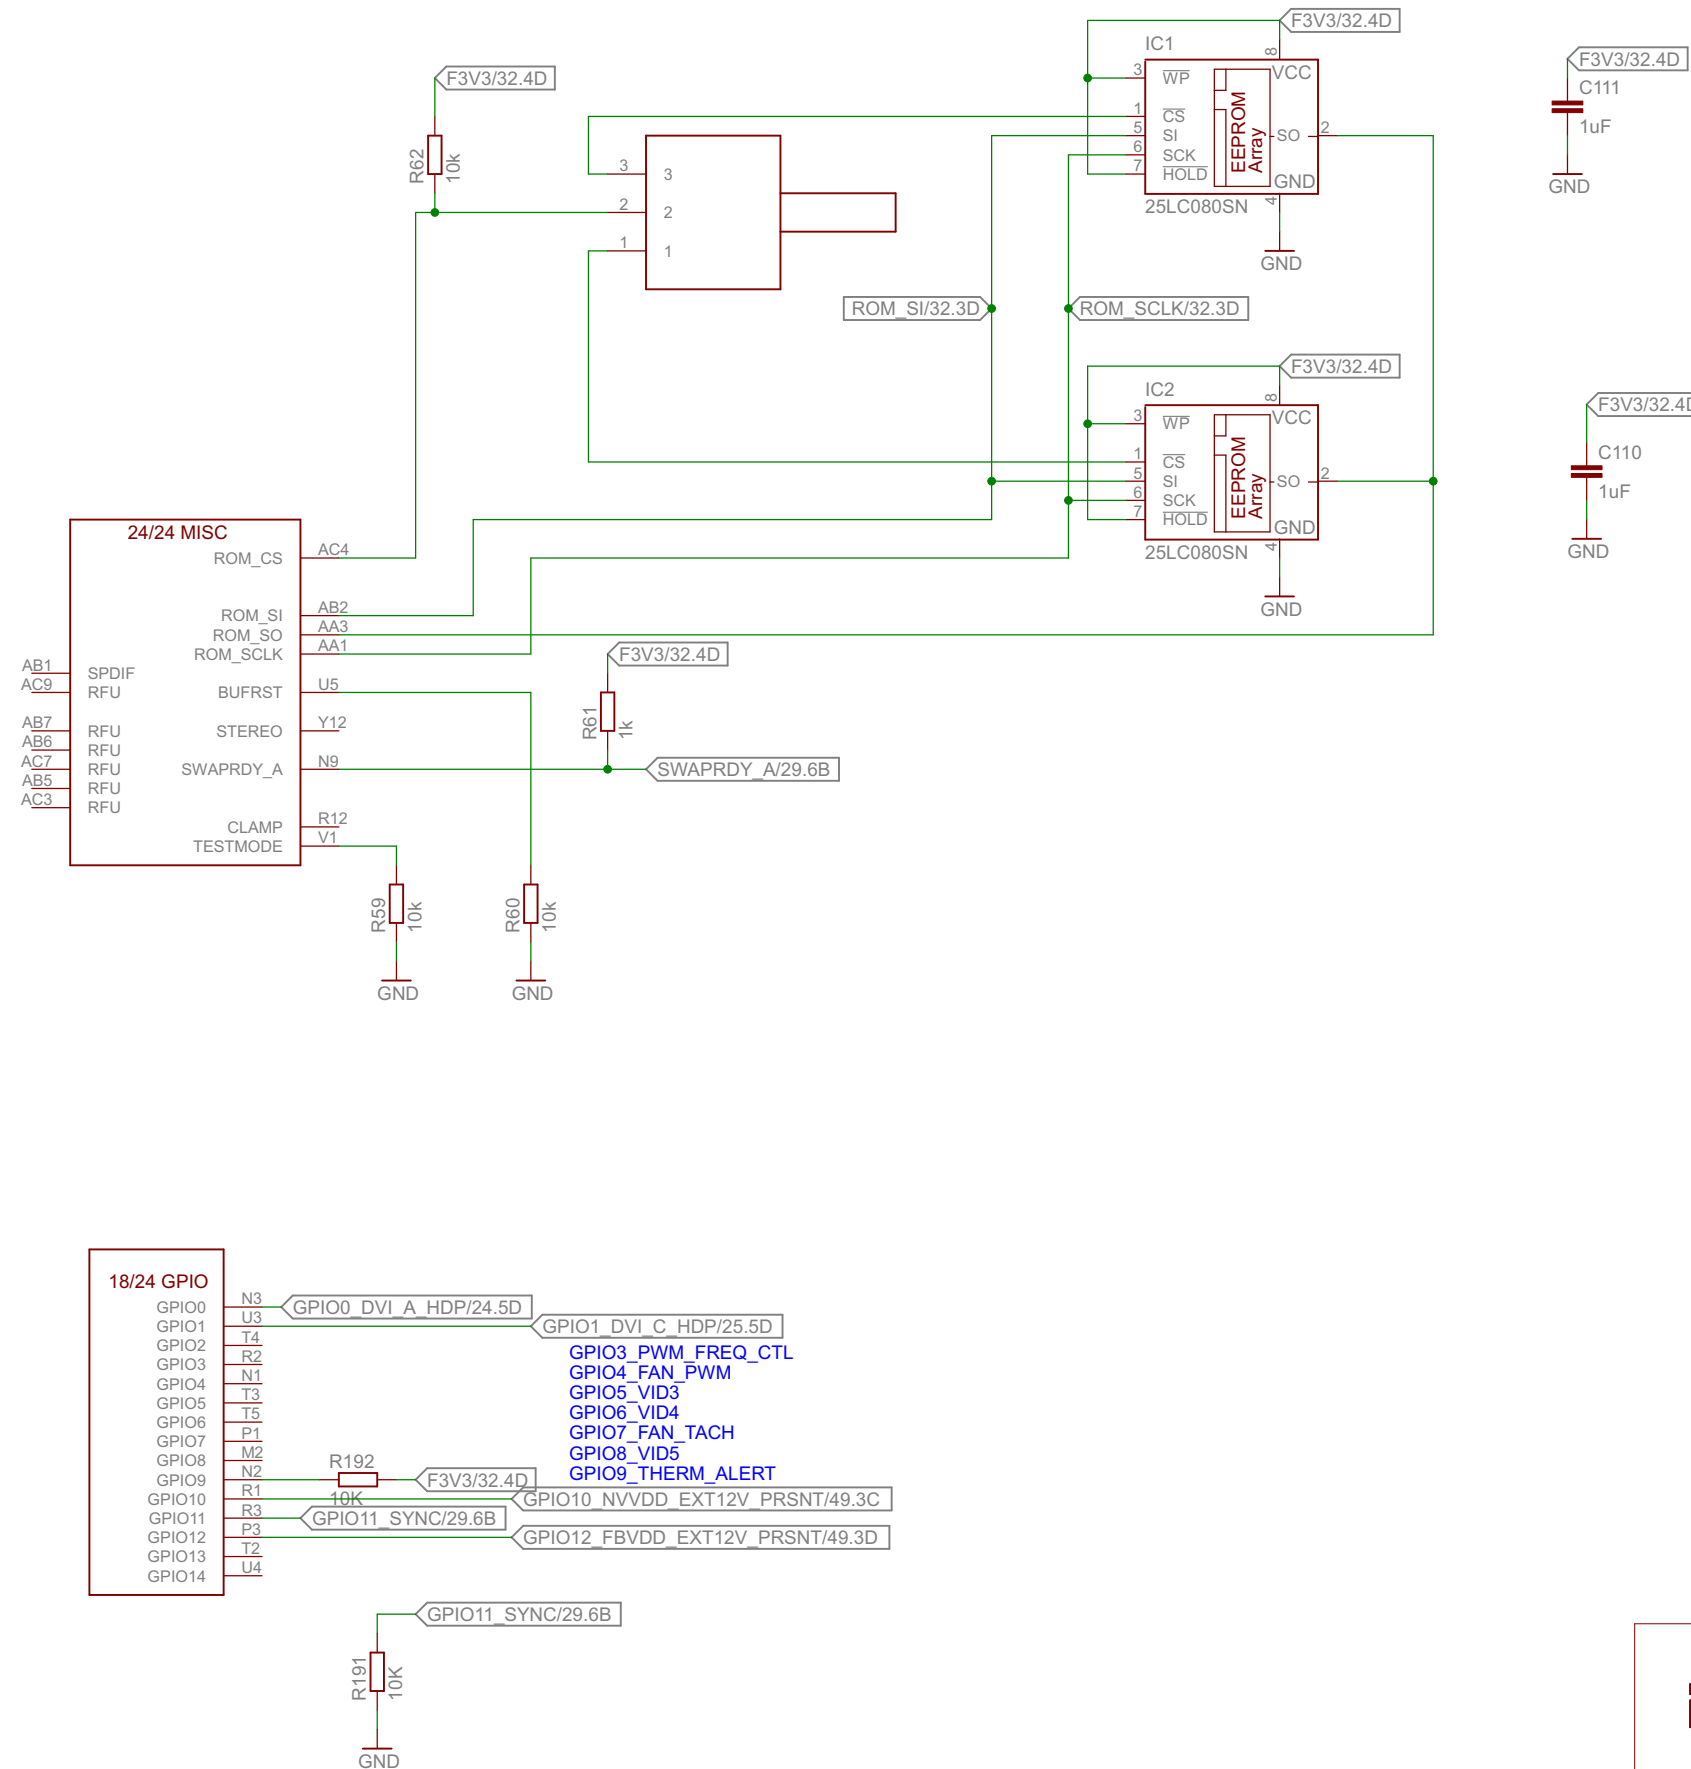 F3V3/32.4D
IC1
8
VCC
3
WP
1
CS
5
SI
6
SCK
7
HOLD
EEPROM
Array
SO
2
GND
4
25LC080SN
GND
F3V3/32.4D
C111
1uF
GND
F3V3/32.4D
R62
10k
3
3
2
2
1
1
ROM_SI/32.3D
ROM_SCLK/32.3D
F3V3/32.4D
IC2
8
VCC
3
WP
1
CS
5
SI
6
SCK
7
HOLD
EEPROM
Array
SO
2
GND
4
25LC080SN
GND
F3V3/32.4D
C110
1uF
GND
24/24 MISC
ROM_CS
AC4
ROM_SI
AB2
ROM_SO
AA3
ROM_SCLK
AA1
AB1
SPDIF
AC9
RFU
BUFRST
U5
AB7
RFU
STEREO
Y12
AB6
RFU
AC7
RFU
SWAPRDY_A
N9
AB5
RFU
AC3
RFU
CLAMP
R12
TESTMODE
V1
F3V3/32.4D
R61
1k
SWAPRDY_A/29.6B
R59
10k
GND
R60
10k
GND
18/24 GPIO
GPIO0
N3
GPIO0_DVI_A_HDP/24.5D
GPIO1
U3
GPIO1_DVI_C_HDP/25.5D
GPIO2
T4
GPIO3
R2
GPIO4
N1
GPIO5
T3
GPIO6
T5
GPIO7
P1
GPIO8
M2
GPIO9
N2
GPIO10
R1
GPIO11
R3
GPIO12
P3
GPIO13
T2
GPIO14
U4
GPIO3_PWM_FREQ_CTL
GPIO4_FAN_PWM
GPIO5_VID3
GPIO6_VID4
GPIO7_FAN_TACH
GPIO8_VID5
GPIO9_THERM_ALERT
R192
10K
F3V3/32.4D
GPIO10_NVVDD_EXT12V_PRSNT/49.3C
GPIO11_SYNC/29.6B
GPIO12_FBVDD_EXT12V_PRSNT/49.3D
GPIO11_SYNC/29.6B
R191
10K
GND